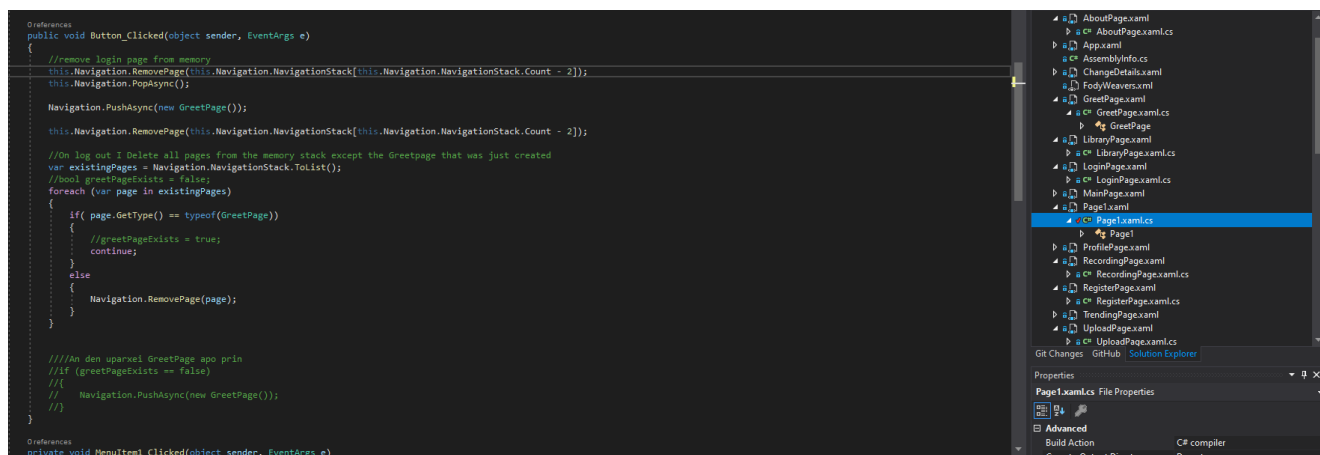 0 references
public void Button_Clicked(object sender, EventArgs e)
{
//remove login page from memory
this.Navigation.RemovePage(this.Navigation.NavigationStack[this.Navigation.NavigationStack.Count - 2]);
this.Navigation.PopAsync();
Navigation.PushAsync(new GreetPage());
this.Navigation.RemovePage(this.Navigation.NavigationStack[this.Navigation.NavigationStack.Count - 2]);
//On log out I Delete all pages from the memory stack except the Greetpage that was just created
var existingPages = Navigation.NavigationStack.ToList();
//bool greetPageExists = false;
foreach (var page in existingPages)
{
if( page.GetType() == typeof(GreetPage))
{
//greetPageExists = true;
continue;
}
else
{
Navigation.RemovePage(page);
}
}
////An den uparxei GreetPage apo prin
//if (greetPageExists == false)
//{
//    Navigation.PushAsync(new GreetPage());
//}
}
0 references
private void MenuItem1_Clicked(object sender, EventArgs e)
AboutPage.xaml
C# AboutPage.xaml.cs
App.xaml
C# AssemblyInfo.cs
ChangeDetails.xaml
FodyWeavers.xml
GreetPage.xaml
C# GreetPage.xaml.cs
GreetPage
LibraryPage.xaml
C# LibraryPage.xaml.cs
LoginPage.xaml
C# LoginPage.xaml.cs
MainPage.xaml
Page1.xaml
C# Page1.xaml.cs
Page1
ProfilePage.xaml
RecordingPage.xaml
C# RecordingPage.xaml.cs
RegisterPage.xaml
C# RegisterPage.xaml.cs
TrendingPage.xaml
UploadPage.xaml
C# UploadPage.xaml.cs
Git Changes GitHub Solution Explorer
Properties
Page1.xaml.cs File Properties
Advanced
Build Action C# compiler